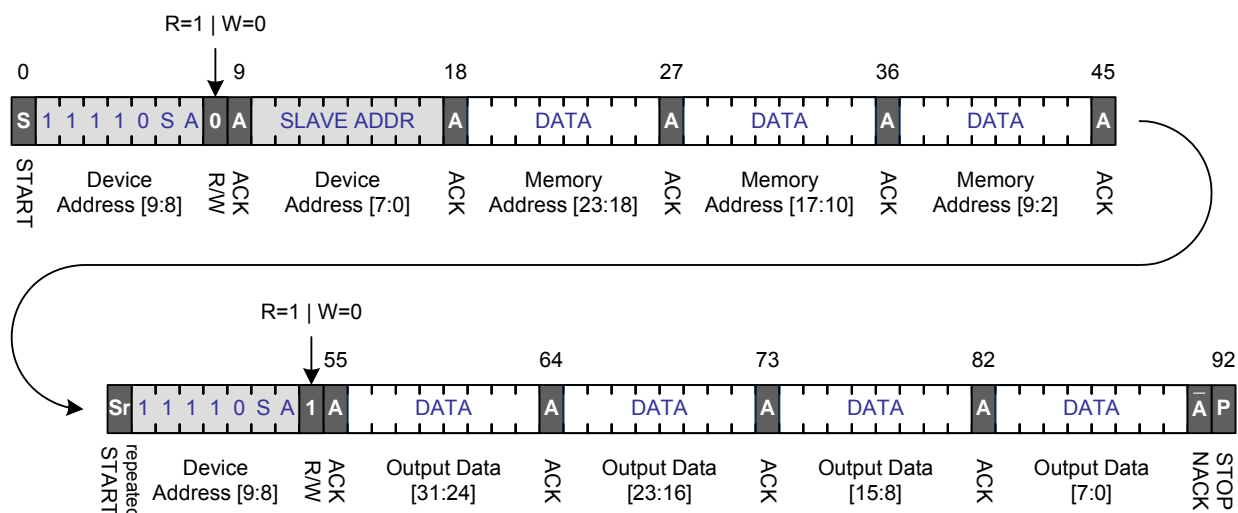 R=1 | W=0
0 9 18 27 36 45
S 1 1 1 1 0 S A 0 A SLAVE ADDR A DATA A DATA A DATA A
START Device Address [9:8] R/W ACK Device Address [7:0] ACK Memory Address [23:18] ACK Memory Address [17:10] ACK Memory Address [9:2] ACK
R=1 | W=0
55 64 73 82 92
Sr 1 1 1 1 0 S A 1 A DATA A DATA A DATA A DATA A̅ P
repeated START Device Address [9:8] R/W ACK Output Data [31:24] ACK Output Data [23:16] ACK Output Data [15:8] ACK Output Data [7:0] NACK STOP